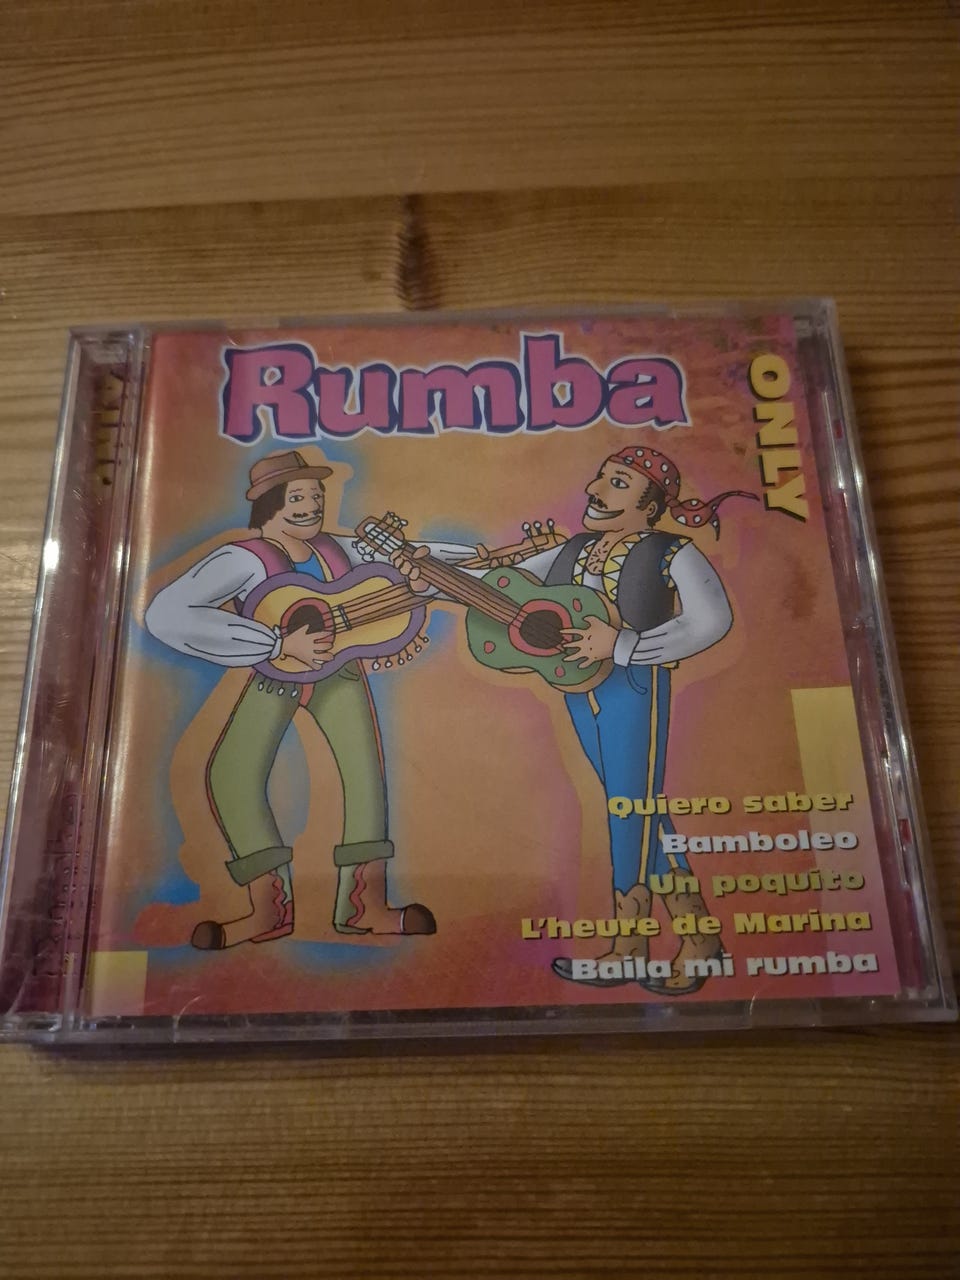 Rumba
ONLY
Quiero saber
Bamboleo
Un poquito
L'heure de Marina
Baila mi rumba